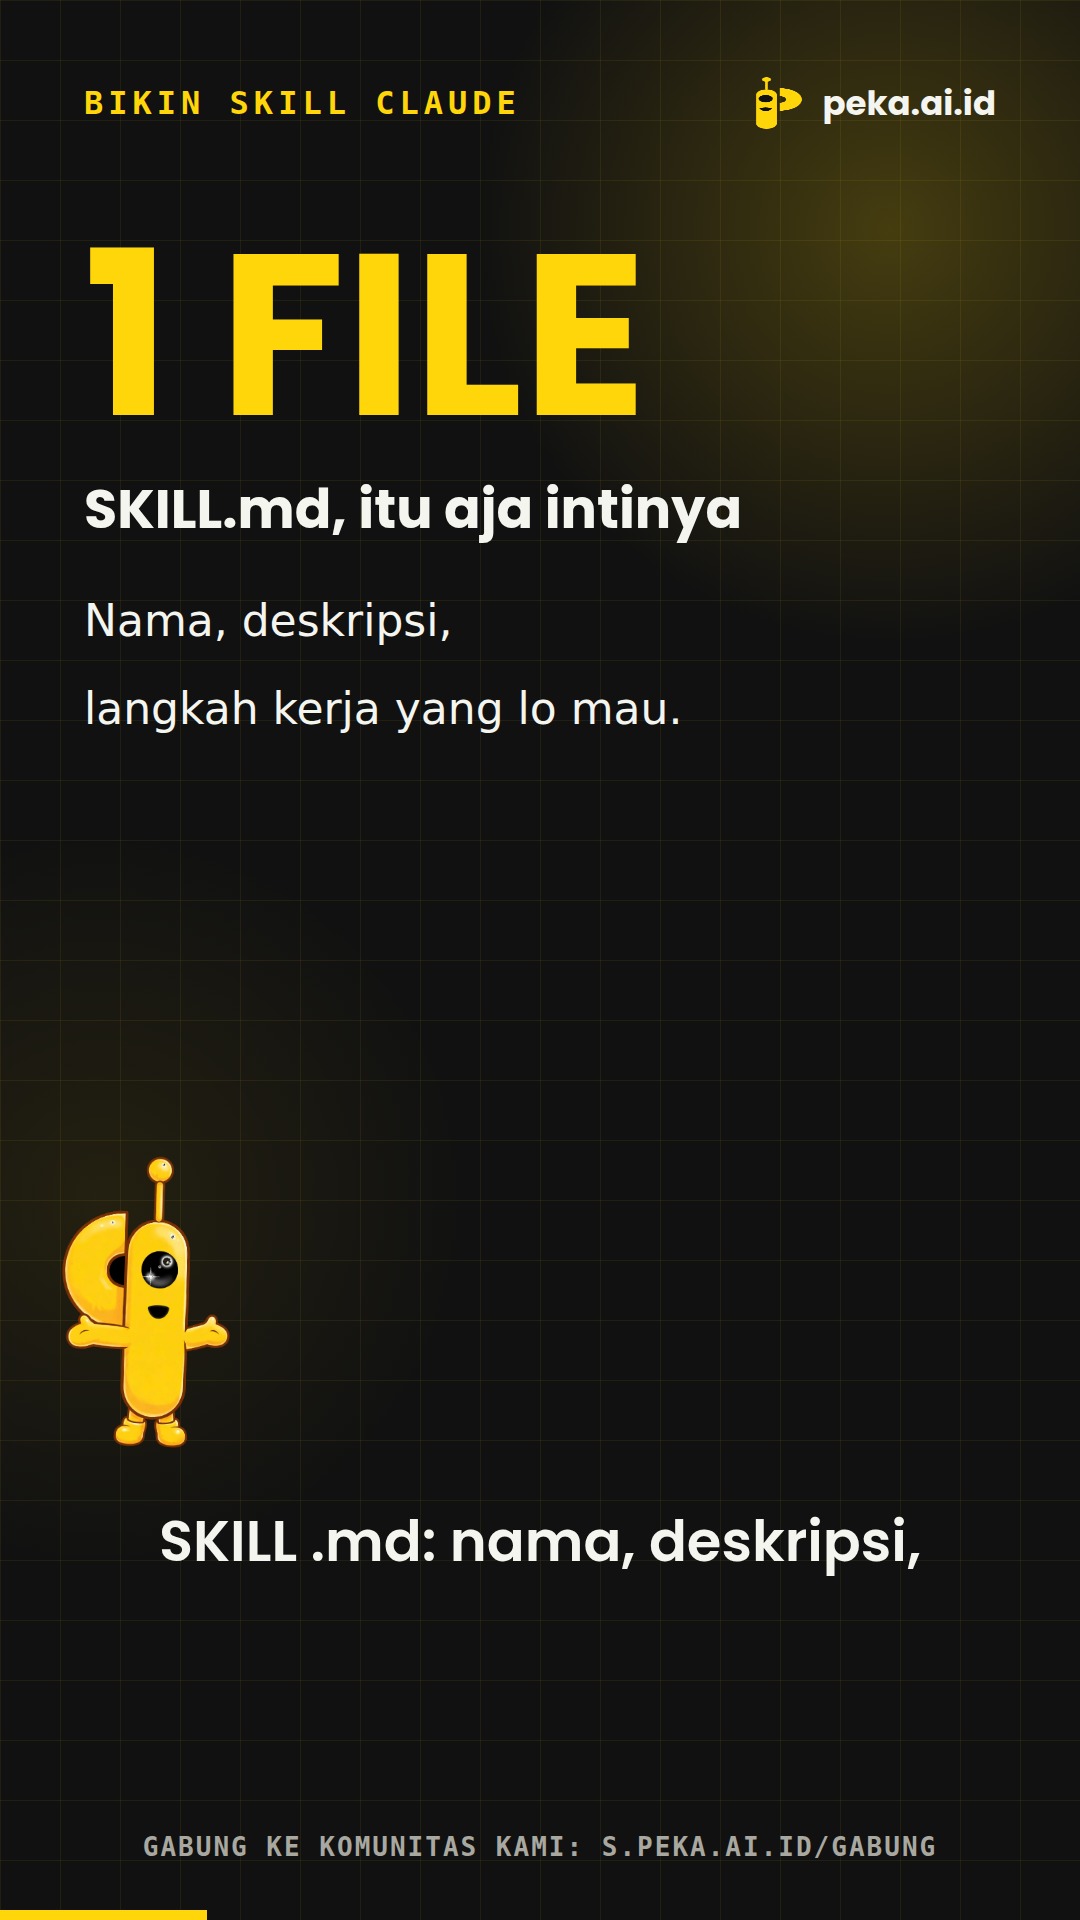 BIKIN SKILL CLAUDE
peka.ai.id
1 FILE
SKILL.md, itu aja intinya
Nama, deskripsi,
langkah kerja yang lo mau.
SKILL .md: nama, deskripsi,
GABUNG KE KOMUNITAS KAMI: S.PEKA.AI.ID/GABUNG